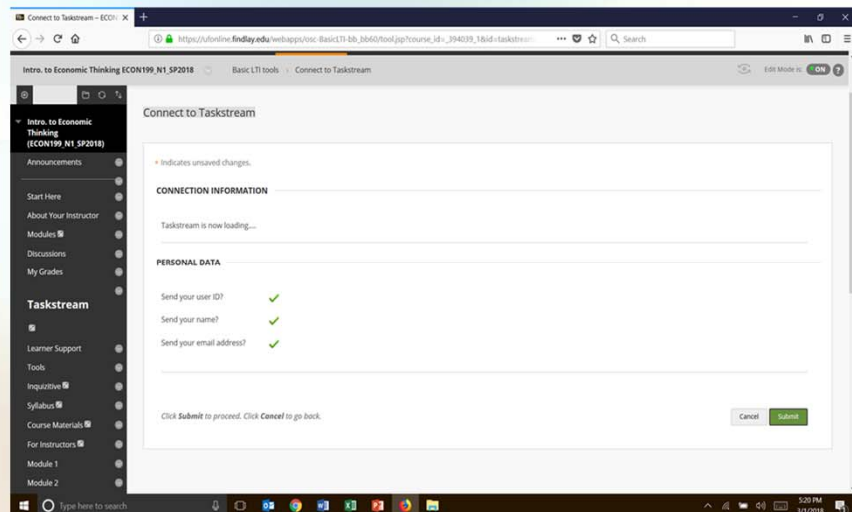 Connect to Taskstream – ECON
https://ufonline.findlay.edu/webapps/osc-BasicLTI-bb_bb60/tool.jsp?course_id=_394039_1&id=taskstream
Search
Intro. to Economic Thinking ECON199_N1_SP2018
Basic LTI tools
Connect to Taskstream
Edit Mode is: ON ?
Intro. to Economic
Thinking
(ECON199_N1_SP2018)
Announcements
Start Here
About Your Instructor
Modules
Discussions
My Grades
Taskstream
Learner Support
Tools
Inquizitive
Syllabus
Course Materials
For Instructors
Module 1
Module 2
Connect to Taskstream
Indicates unsaved changes.
CONNECTION INFORMATION
Taskstream is now loading....
PERSONAL DATA
Send your user ID?
Send your name?
Send your email address?
Click Submit to proceed. Click Cancel to go back.
Cancel
Submit
Type here to search
5:20 PM
3/1/2018